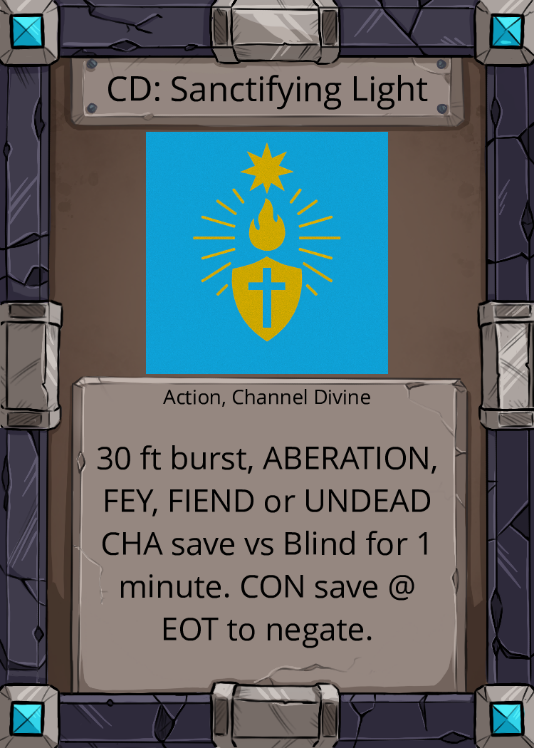 CD: Sanctifying Light
Action, Channel Divine
30 ft burst, ABERATION,
FEY, FIEND or UNDEAD
CHA save vs Blind for 1
minute. CON save @
EOT to negate.